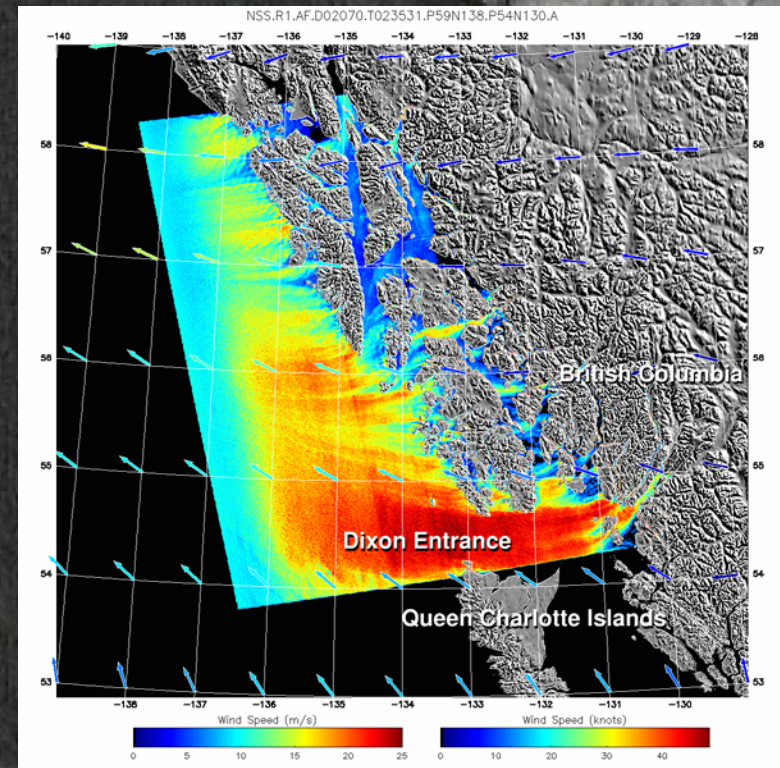 NSS.R1.AF.D02070.T023531.P59N138.P54N130.A
-140 -139 -138 -137 -136 -135 -134 -133 -132 -131 -130 -129 -128
58 58
57 57
56 56
British Columbia
55 55
Dixon Entrance
54 54
Queen Charlotte Islands
53 53
-138 -137 -136 -135 -134 -133 -132 -131 -130
Wind Speed (m/s) Wind Speed (knots)
0 5 10 15 20 25 0 10 20 30 40